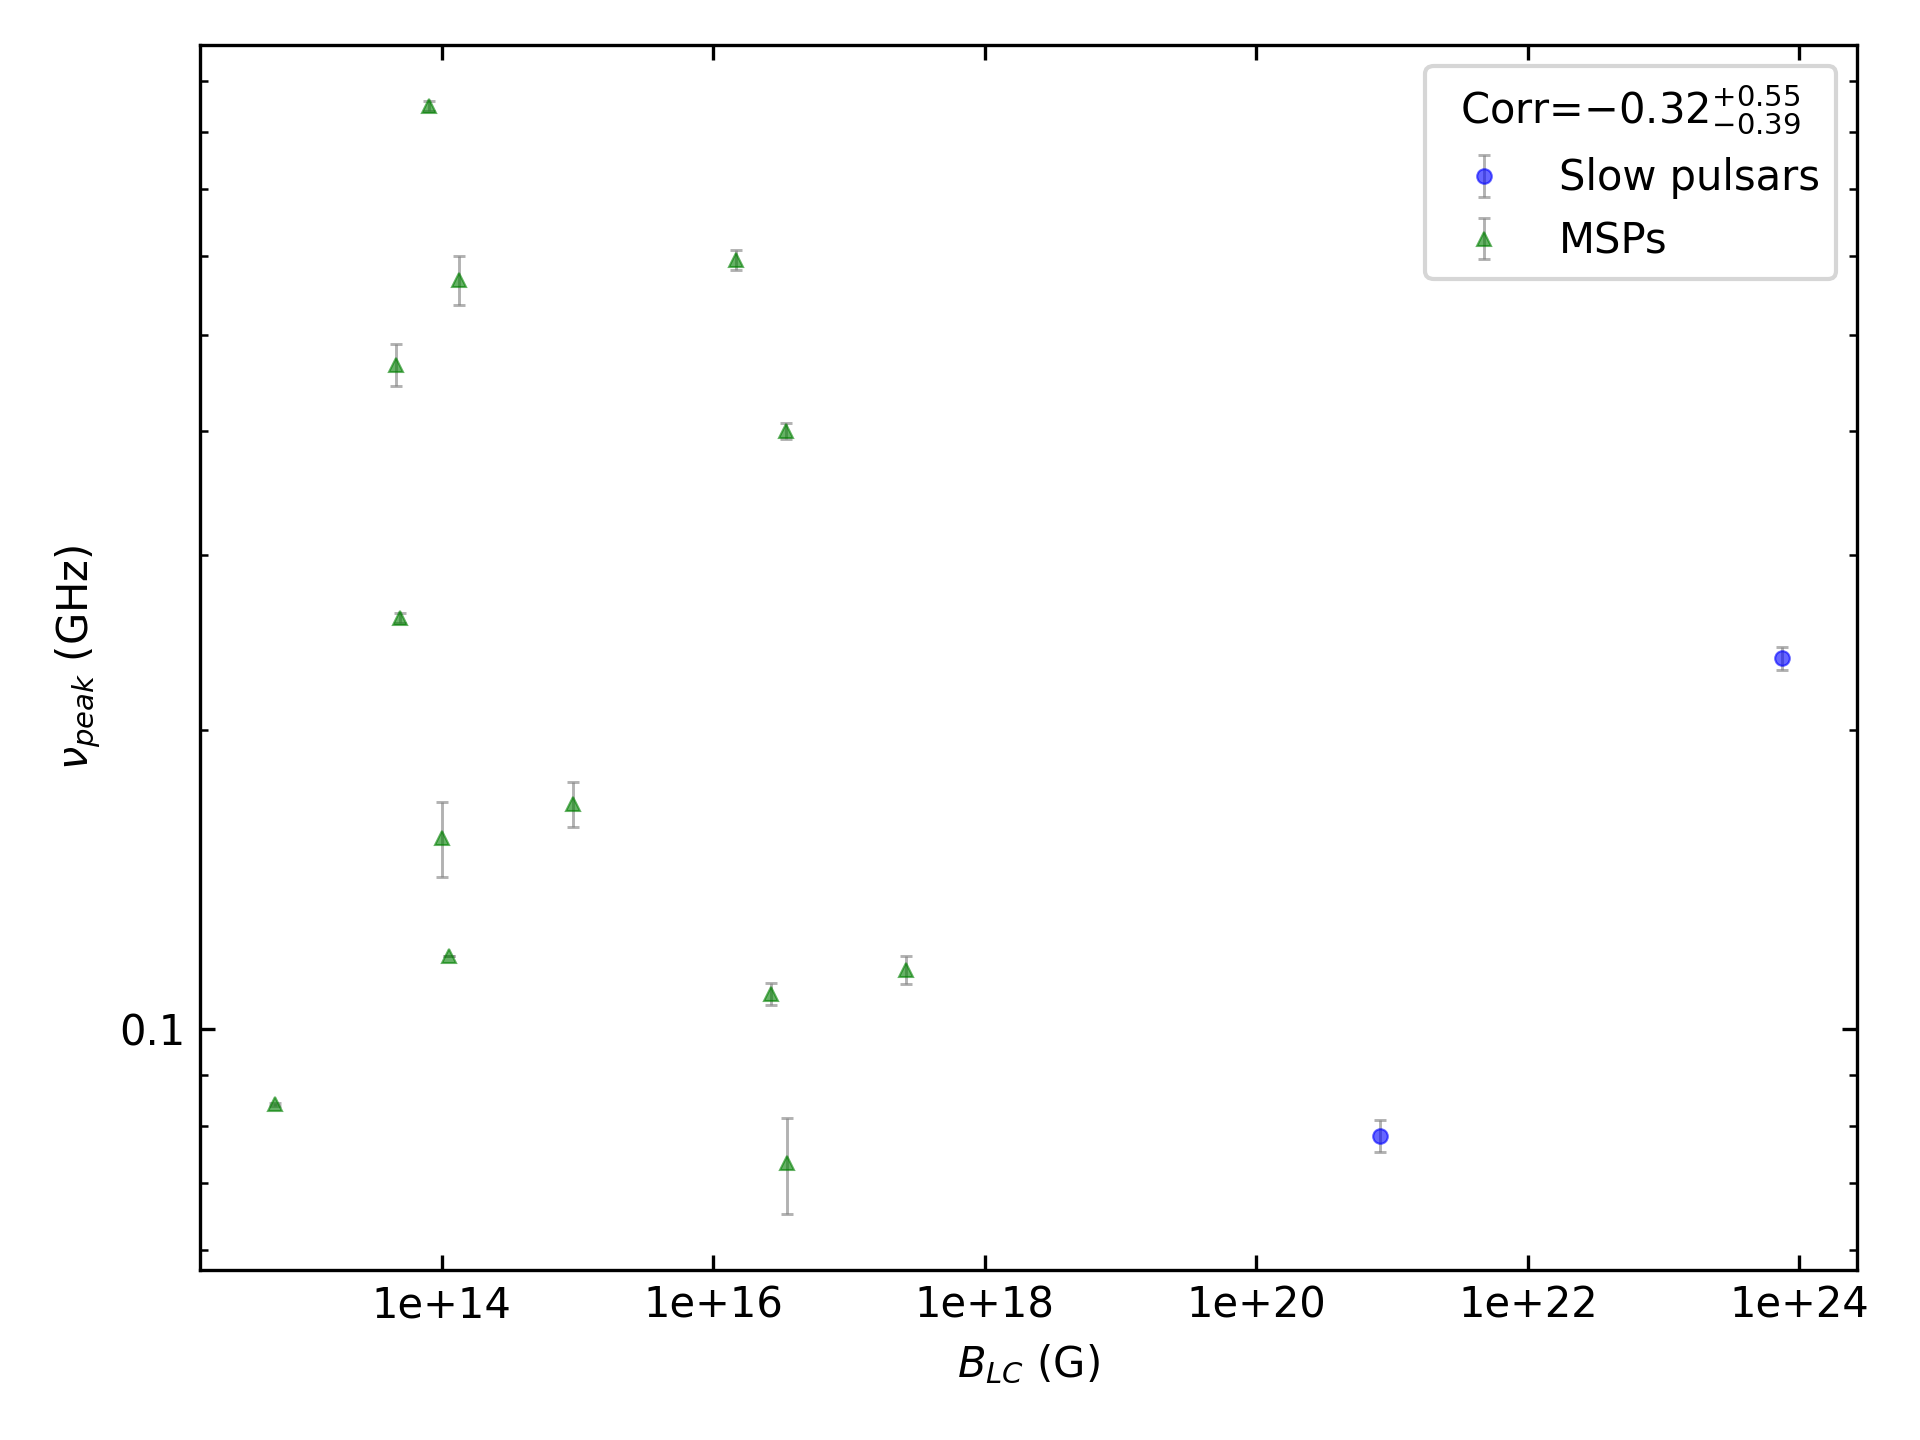 Corr=−0.32 +0.55 −0.39
Slow pulsars
MSPs
ν_peak (GHz)
0.1
1e+14 1e+16 1e+18 1e+20 1e+22 1e+24
B_LC (G)